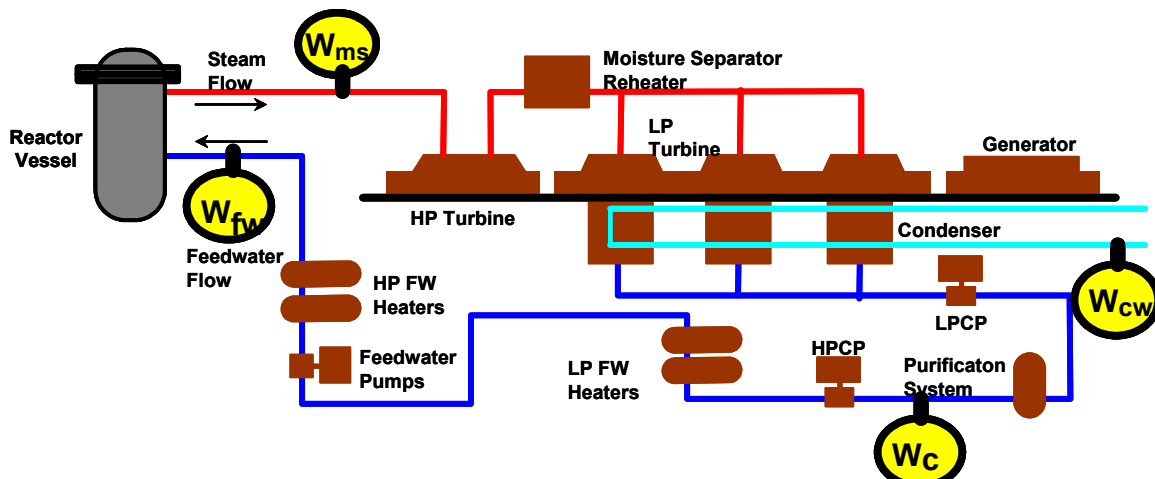 Wms
Steam
Flow
Moisture Separator
Reheater
Reactor
Vessel
LP
Turbine
Generator
Wfw
HP Turbine
Condenser
Feedwater
Flow
HP FW
Heaters
Wcw
LPCP
Feedwater
Pumps
LP FW
Heaters
HPCP
Purificaton
System
Wc